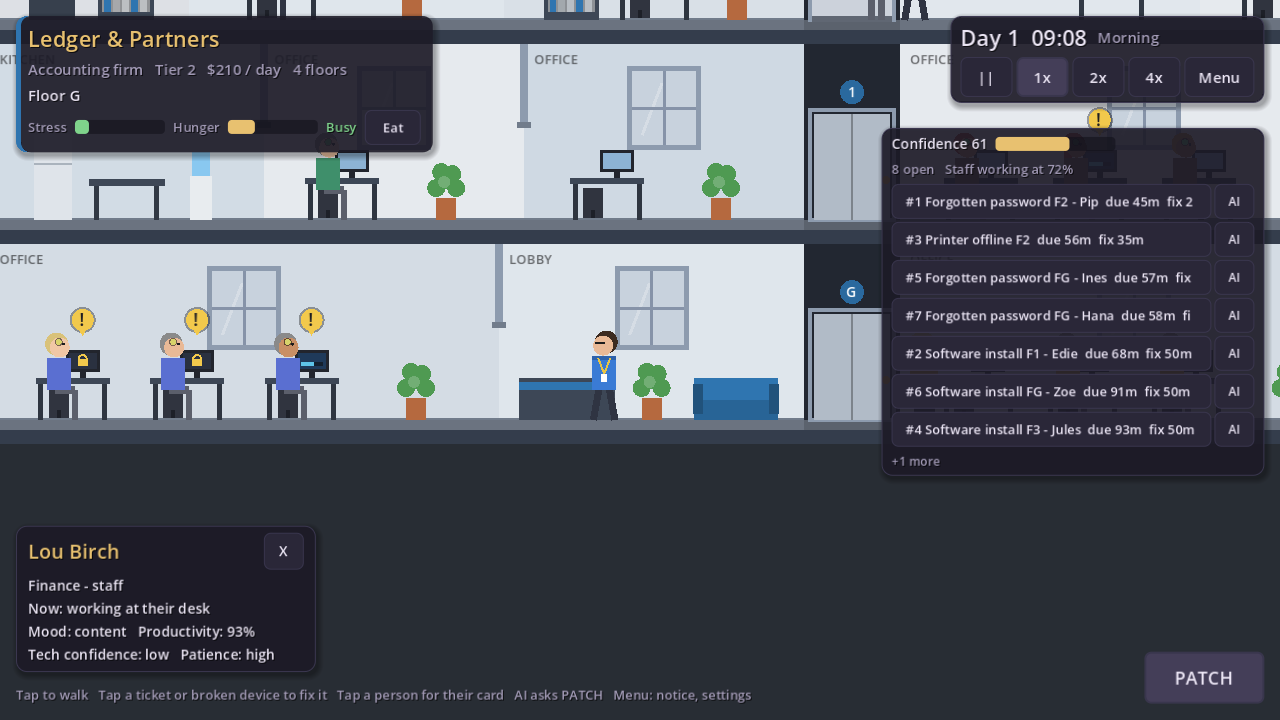 Ledger & Partners
Accounting firm Tier 2 $210 / day 4 floors
Floor G
Stress Hunger Busy Eat
Day 1 09:08 Morning
|| 1x 2x 4x Menu
OFFICE
OFFICE
1
!
Confidence 61
8 open Staff working at 72%
#1 Forgotten password F2 - Pip due 45m fix 2 AI
#3 Printer offline F2 due 56m fix 35m AI
#5 Forgotten password FG - Ines due 57m fix AI
#7 Forgotten password FG - Hana due 58m fi AI
#2 Software install F1 - Edie due 68m fix 50m AI
#6 Software install FG - Zoe due 91m fix 50m AI
#4 Software install F3 - Jules due 93m fix 50m AI
+1 more
OFFICE
LOBBY
G
! ! !
Lou Birch X
Finance - staff
Now: working at their desk
Mood: content Productivity: 93%
Tech confidence: low Patience: high
Tap to walk Tap a ticket or broken device to fix it Tap a person for their card AI asks PATCH Menu: notice, settings
PATCH